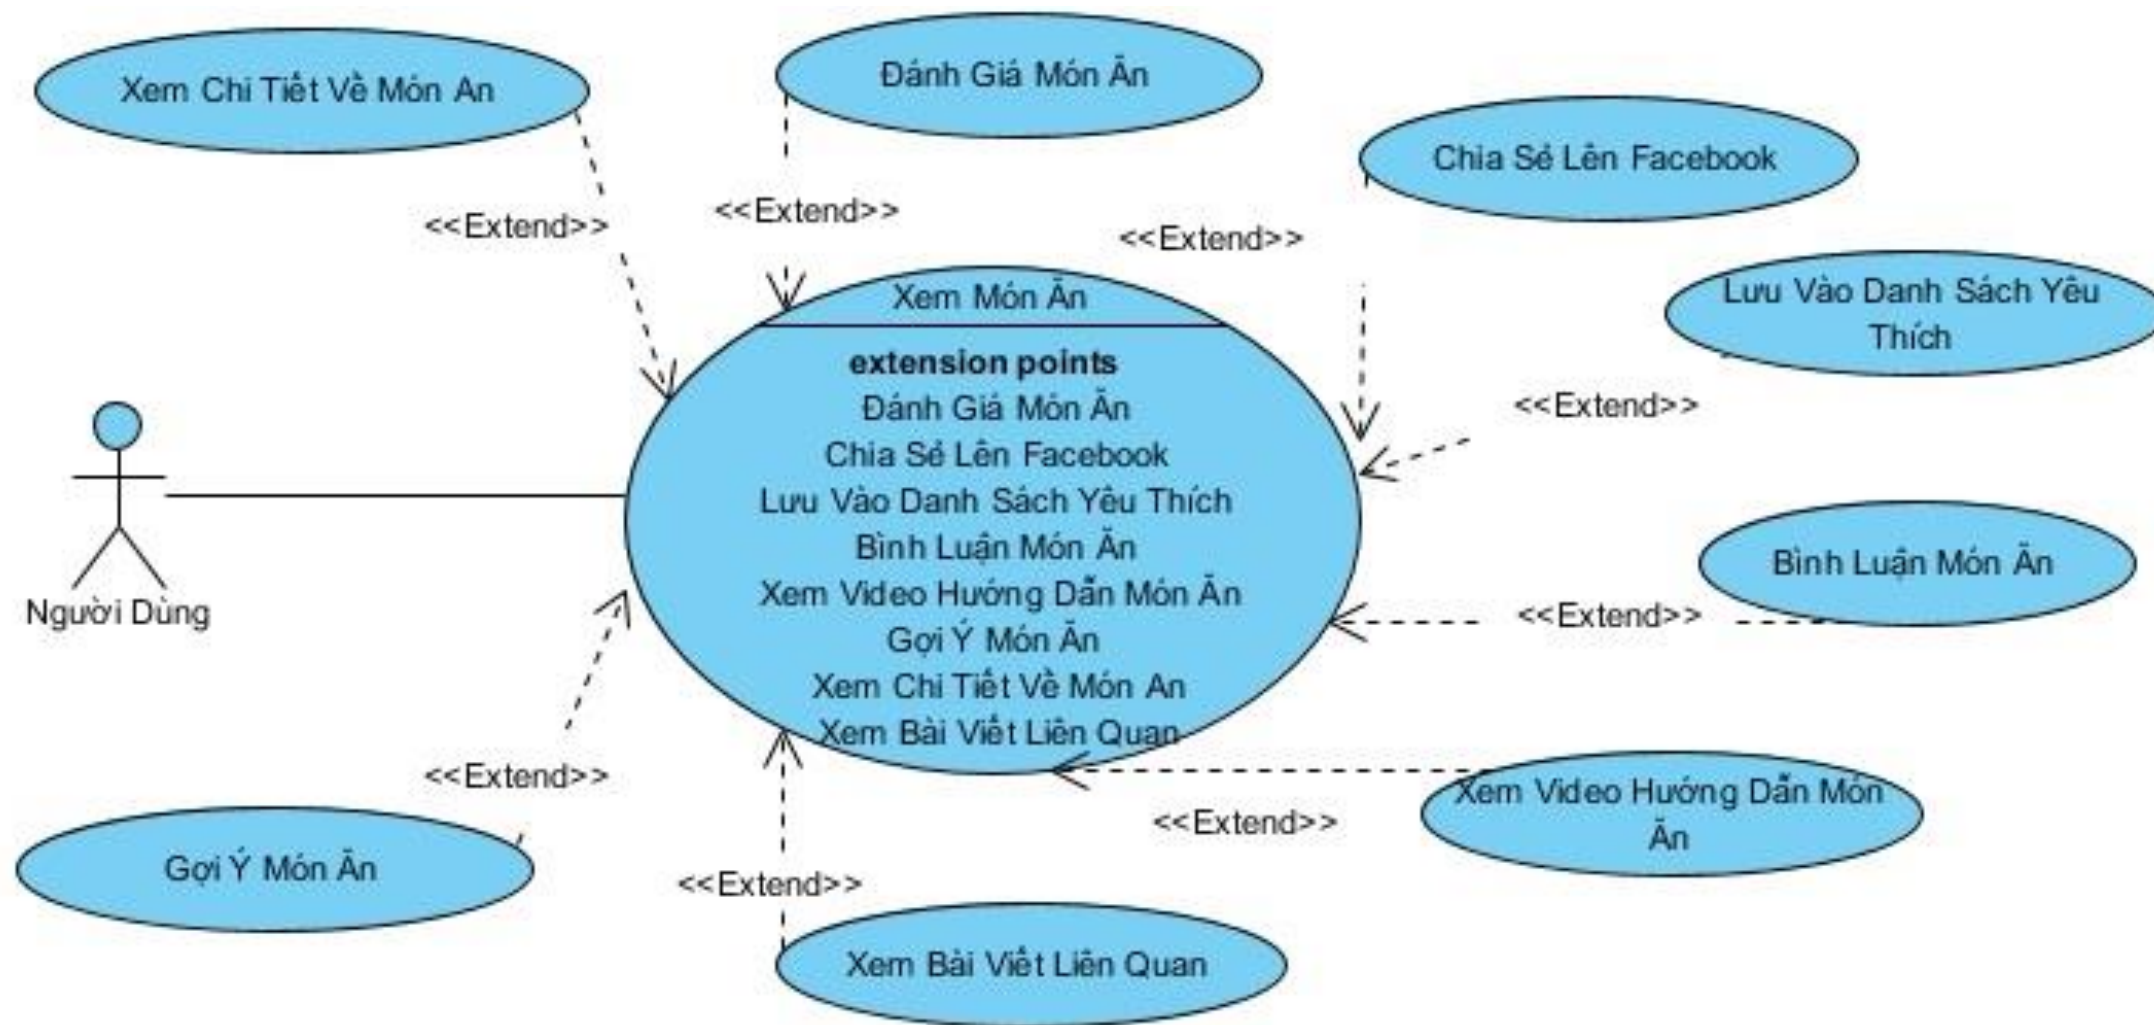 Xem Chi Tiết Về Món An
Đánh Giá Món Ăn
Chia Sẻ Lên Facebook
<<Extend>>
<<Extend>>
<<Extend>>
Lưu Vào Danh Sách Yêu
Thích
<<Extend>>
Xem Món Ăn
extension points
Đánh Giá Món Ăn
Chia Sẻ Lên Facebook
Lưu Vào Danh Sách Yêu Thích
Bình Luận Món Ăn
Xem Video Hướng Dẫn Món Ăn
Gợi Ý Món Ăn
Xem Chi Tiết Về Món An
Xem Bài Viết Liên Quan
Người Dùng
Bình Luận Món Ăn
<<Extend>>
<<Extend>>
Gợi Ý Món Ăn
<<Extend>>
Xem Video Hướng Dẫn Món
Ăn
<<Extend>>
Xem Bài Viết Liên Quan